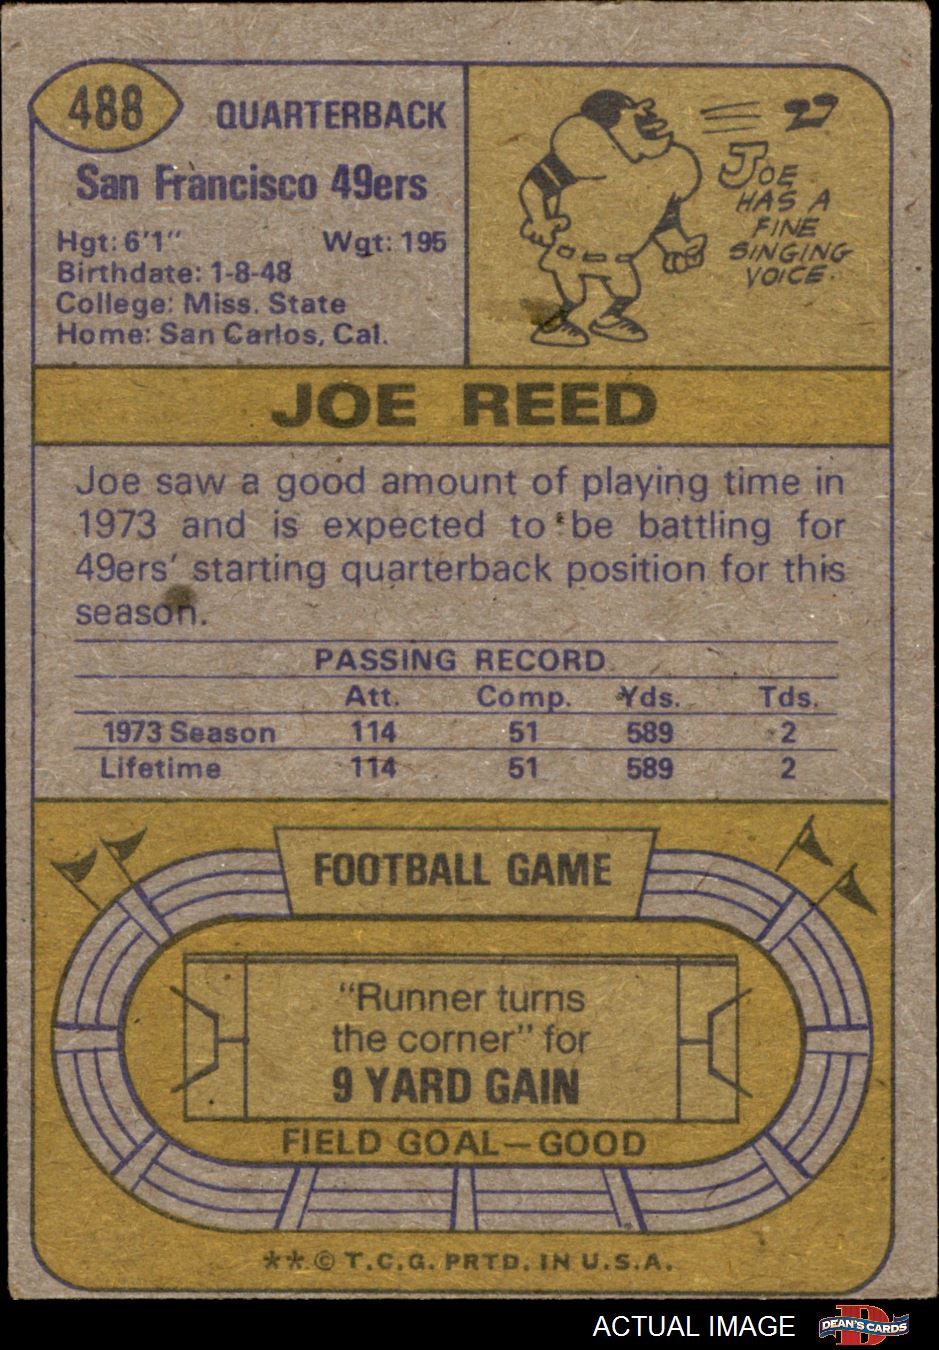 488
QUARTERBACK
San Francisco 49ers
Hgt: 6'1" Wgt: 195
Birthdate: 1-8-48
College: Miss. State
Home: San Carlos, Cal.
JOE
HAS A
FINE
SINGING
VOICE.
JOE REED
Joe saw a good amount of playing time in
1973 and is expected to be battling for
49ers' starting quarterback position for this
season.
PASSING RECORD
Att. Comp. Yds. Tds.
1973 Season 114 51 589 2
Lifetime 114 51 589 2
FOOTBALL GAME
"Runner turns
the corner" for
9 YARD GAIN
FIELD GOAL—GOOD
**© T.C.G. PRTD. IN U.S.A.
ACTUAL IMAGE
D
DEAN'S CARDS